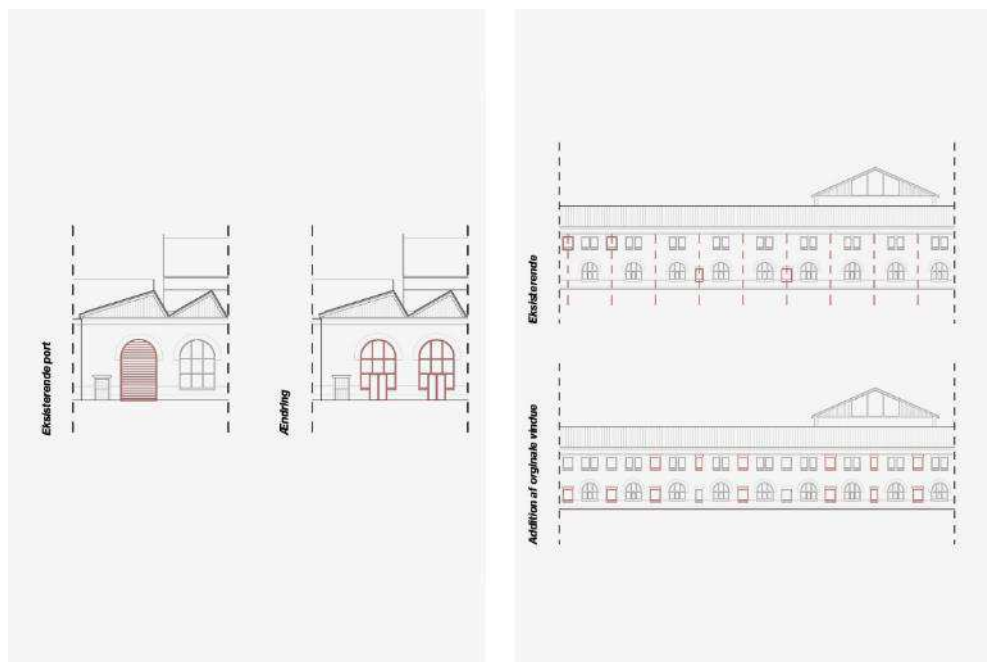 Eksisterende port
Ændring
Eksisterende
Addition af orginale vindue